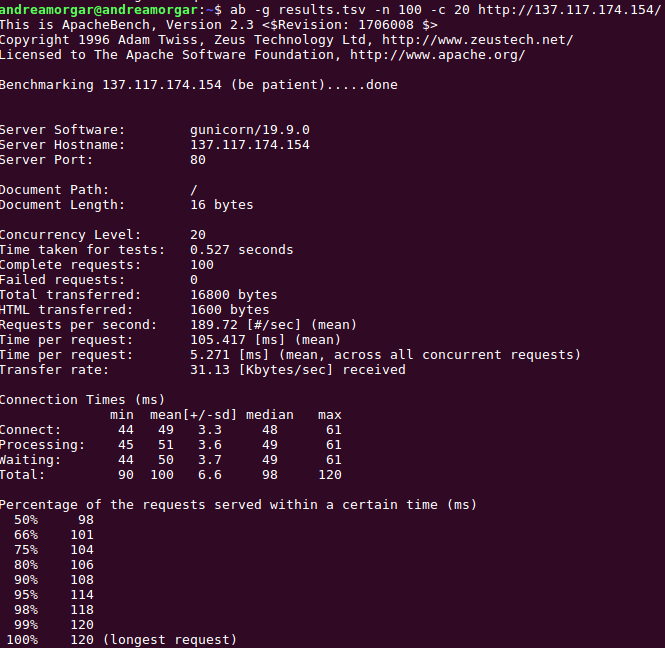 andreamorgar@andreamorgar:~$ ab -g results.tsv -n 100 -c 20 http://137.117.174.154/
This is ApacheBench, Version 2.3 <$Revision: 1706008 $>
Copyright 1996 Adam Twiss, Zeus Technology Ltd, http://www.zeustech.net/
Licensed to The Apache Software Foundation, http://www.apache.org/
Benchmarking 137.117.174.154 (be patient).....done
Server Software:        gunicorn/19.9.0
Server Hostname:        137.117.174.154
Server Port:            80
Document Path:          /
Document Length:        16 bytes
Concurrency Level:      20
Time taken for tests:   0.527 seconds
Complete requests:      100
Failed requests:        0
Total transferred:      16800 bytes
HTML transferred:       1600 bytes
Requests per second:    189.72 [#/sec] (mean)
Time per request:       105.417 [ms] (mean)
Time per request:       5.271 [ms] (mean, across all concurrent requests)
Transfer rate:          31.13 [Kbytes/sec] received
Connection Times (ms)
              min  mean[+/-sd] median   max
Connect:       44   49   3.3     48      61
Processing:    45   51   3.6     49      61
Waiting:       44   50   3.7     49      61
Total:         90  100   6.6     98     120
Percentage of the requests served within a certain time (ms)
  50%     98
  66%    101
  75%    104
  80%    106
  90%    108
  95%    114
  98%    118
  99%    120
 100%    120 (longest request)